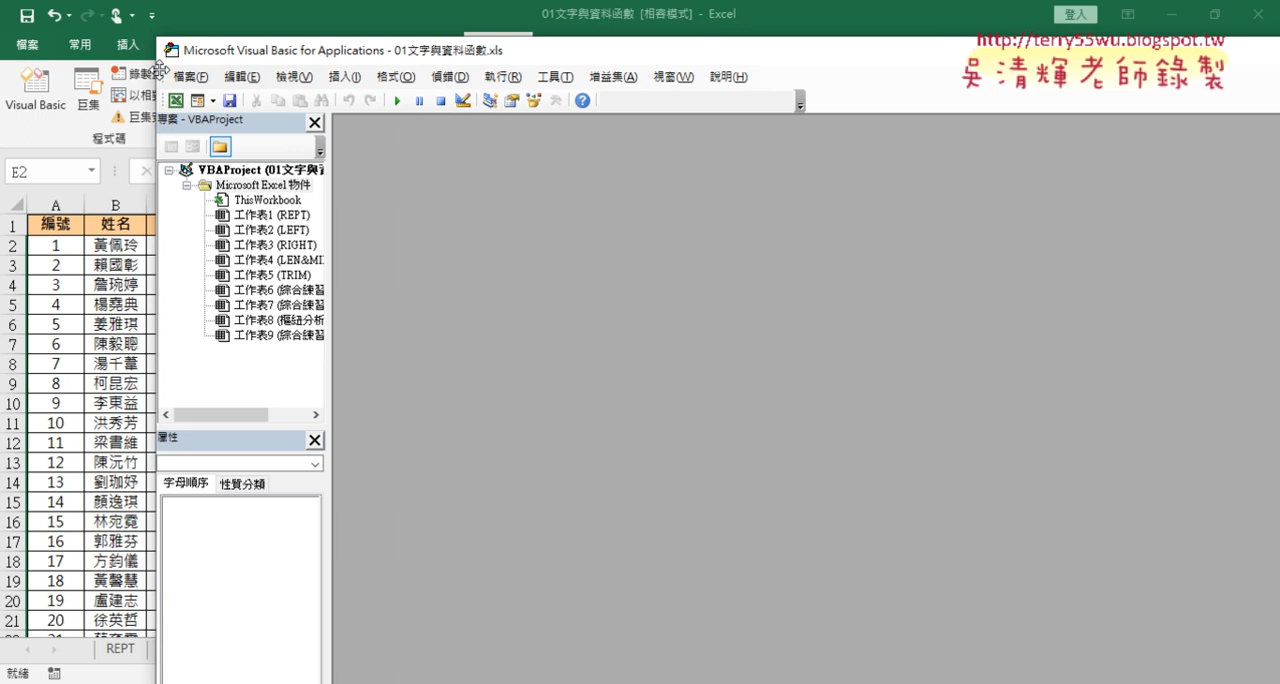 01文字與資料函數 [相容模式] - Excel
登入
檔案 常用 插入
http://terry55wu.blogspot.tw
吳清輝老師錄製
Microsoft Visual Basic for Applications - 01文字與資料函數.xls
檔案(F) 編輯(E) 檢視(V) 插入(I) 格式(O) 偵錯(D) 執行(R) 工具(T) 增益集(A) 視窗(W) 說明(H)
Visual Basic
巨集
錄製
以相
巨集
程式碼
專案 - VBAProject
VBAProject (01文字與
Microsoft Excel 物件
ThisWorkbook
工作表1 (REPT)
工作表2 (LEFT)
工作表3 (RIGHT)
工作表4 (LEN&MI
工作表5 (TRIM)
工作表6 (綜合練習
工作表7 (綜合練習
工作表8 (樞紐分析
工作表9 (綜合練習
屬性
字母順序 性質分類
E2
A B
1 編號 姓名
2 1 黃佩玲
3 2 賴國彰
4 3 詹琬婷
5 4 楊堯典
6 5 姜雅琪
7 6 陳毅聰
8 7 湯千葦
9 8 柯昆宏
10 9 李東益
11 10 洪秀芳
12 11 梁書維
13 12 陳沅竹
14 13 劉珈妤
15 14 顏逸琪
16 15 林宛霓
17 16 郭雅芬
18 17 方鈞儀
19 18 黃馨慧
20 19 盧建志
21 20 徐英哲
REPT
就緒